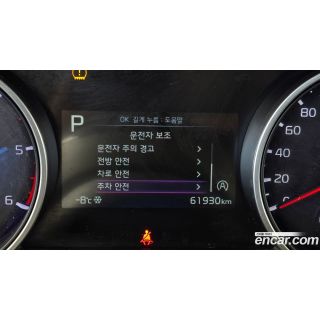 P
OK 길게 누름 : 도움말
운전자 보조
운전자 주의 경고
전방 안전
차로 안전
주차 안전
-8℃
61930km
5
6
80
60
40
20
encar.com